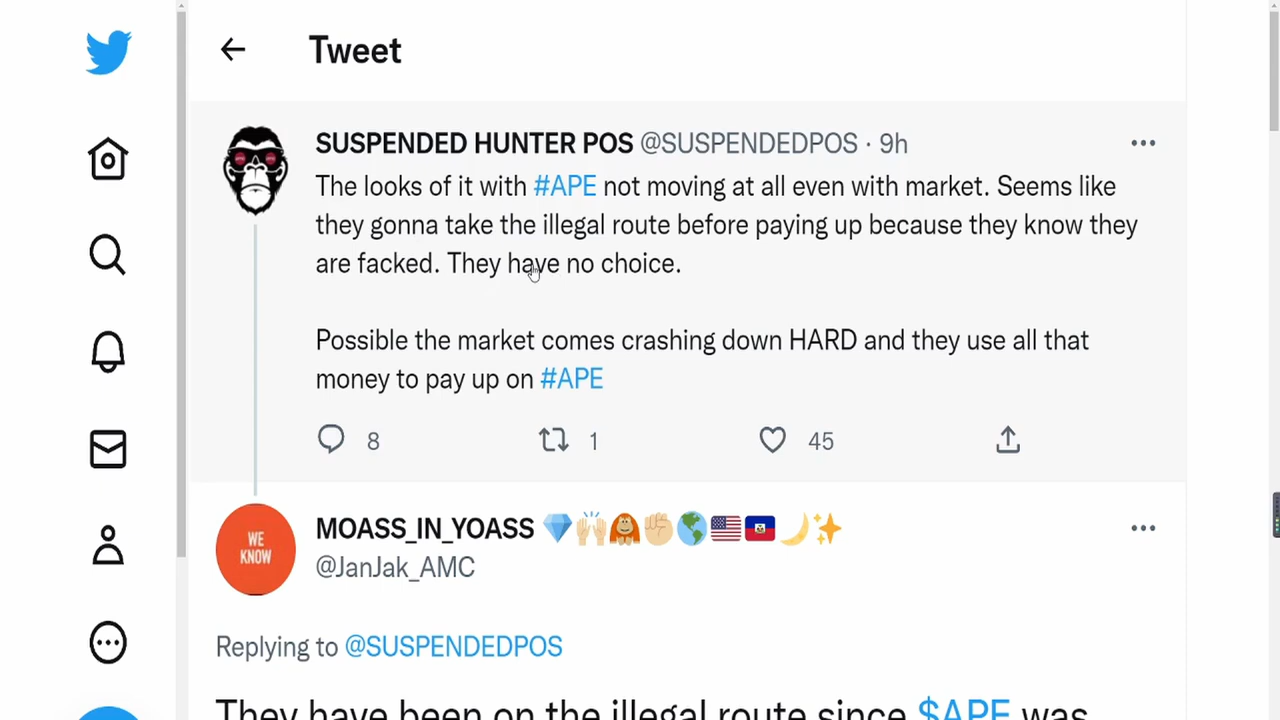 Tweet
SUSPENDED HUNTER POS @SUSPENDEDPOS · 9h
The looks of it with #APE not moving at all even with market. Seems like
they gonna take the illegal route before paying up because they know they
are facked. They have no choice.
Possible the market comes crashing down HARD and they use all that
money to pay up on #APE
8 1 45
WE
KNOW
MOASS_IN_YOASS 💎🙌🏼🦧✊🏼🌎🇺🇸🇭🇹🌙✨
@JanJak_AMC
Replying to @SUSPENDEDPOS
They have been on the illegal route since $APE was